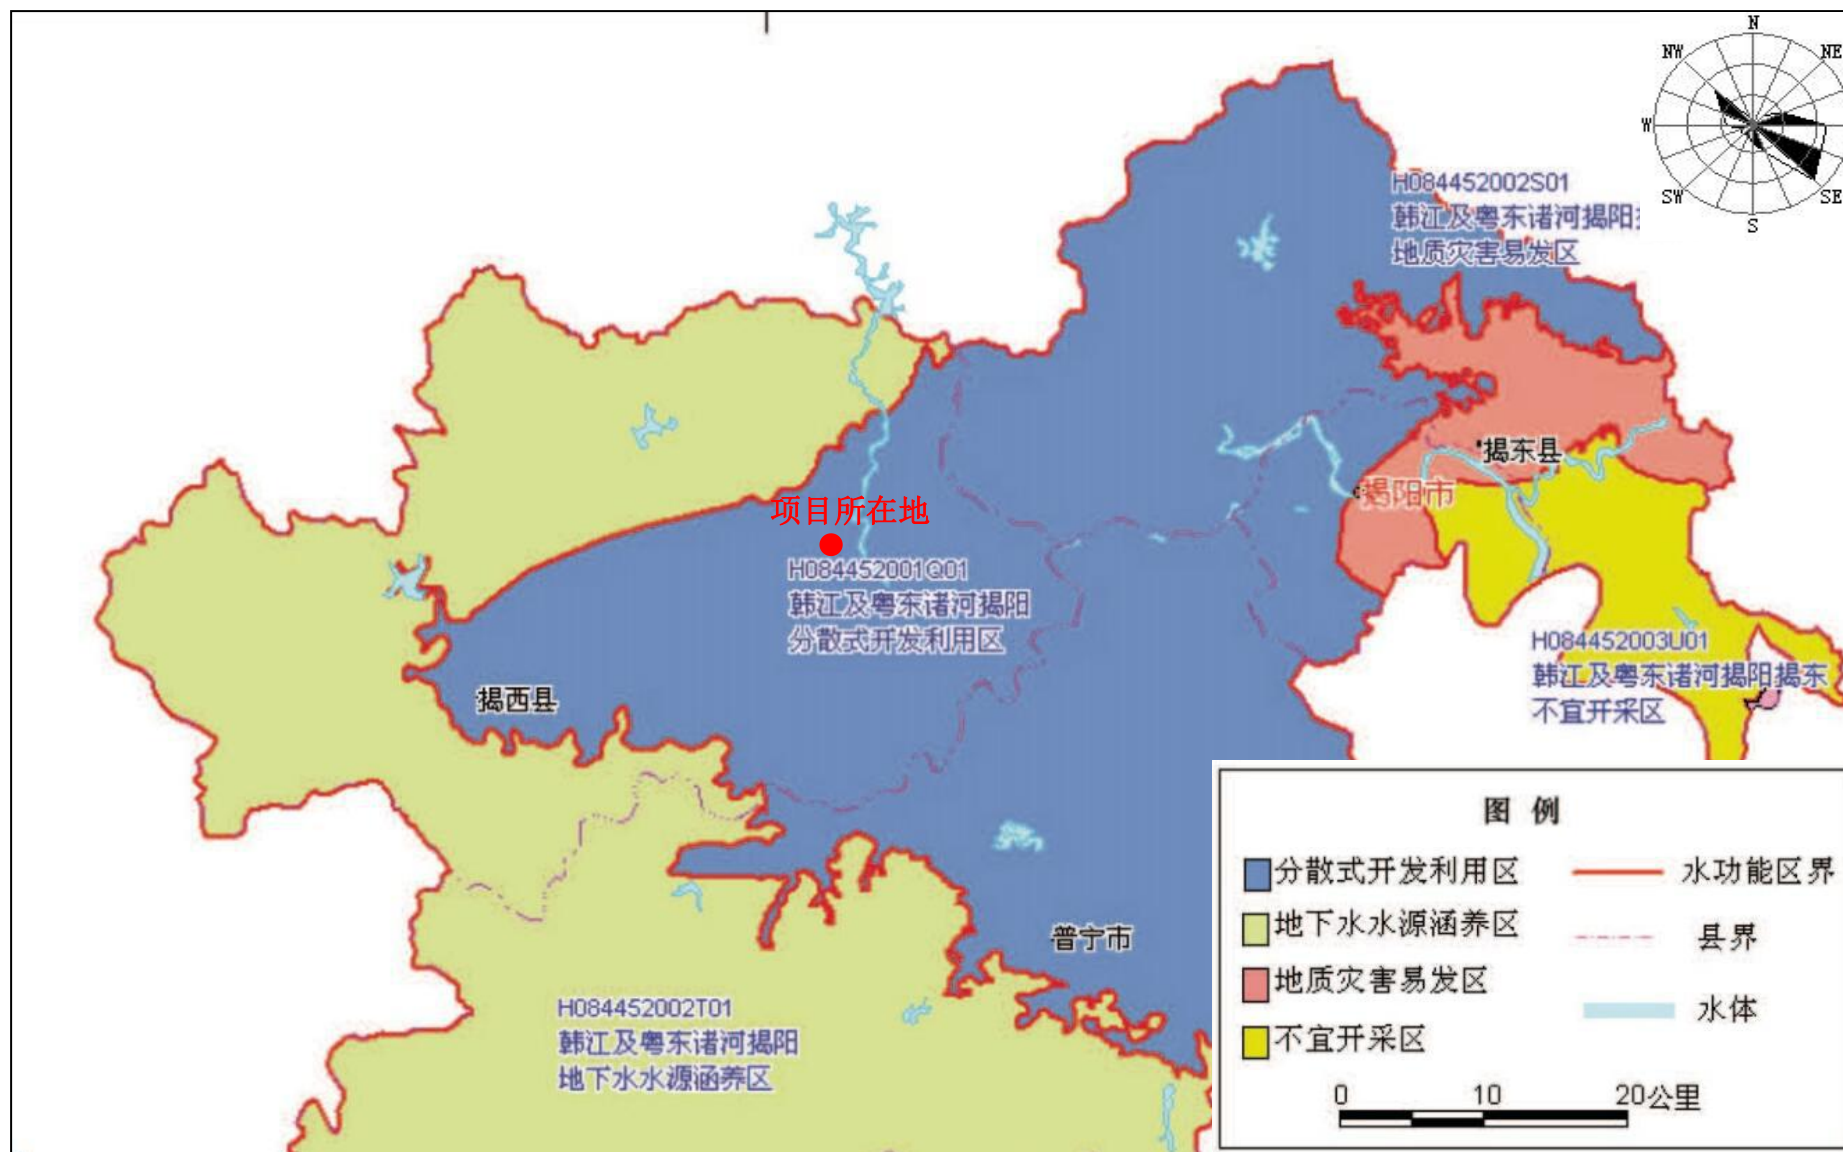 N
NW
NE
W
SW
SE
S
H084452002S01
韩江及粤东诸河揭阳
地质灾害易发区
揭东县
揭阳市
项目所在地
H084452001Q01
韩江及粤东诸河揭阳
分散式开发利用区
H084452003U01
韩江及粤东诸河揭阳揭东
不宜开采区
揭西县
普宁市
H084452002T01
韩江及粤东诸河揭阳
地下水水源涵养区
图 例
分散式开发利用区
水功能区界
地下水水源涵养区
县界
地质灾害易发区
水体
不宜开采区
0 10 20公里